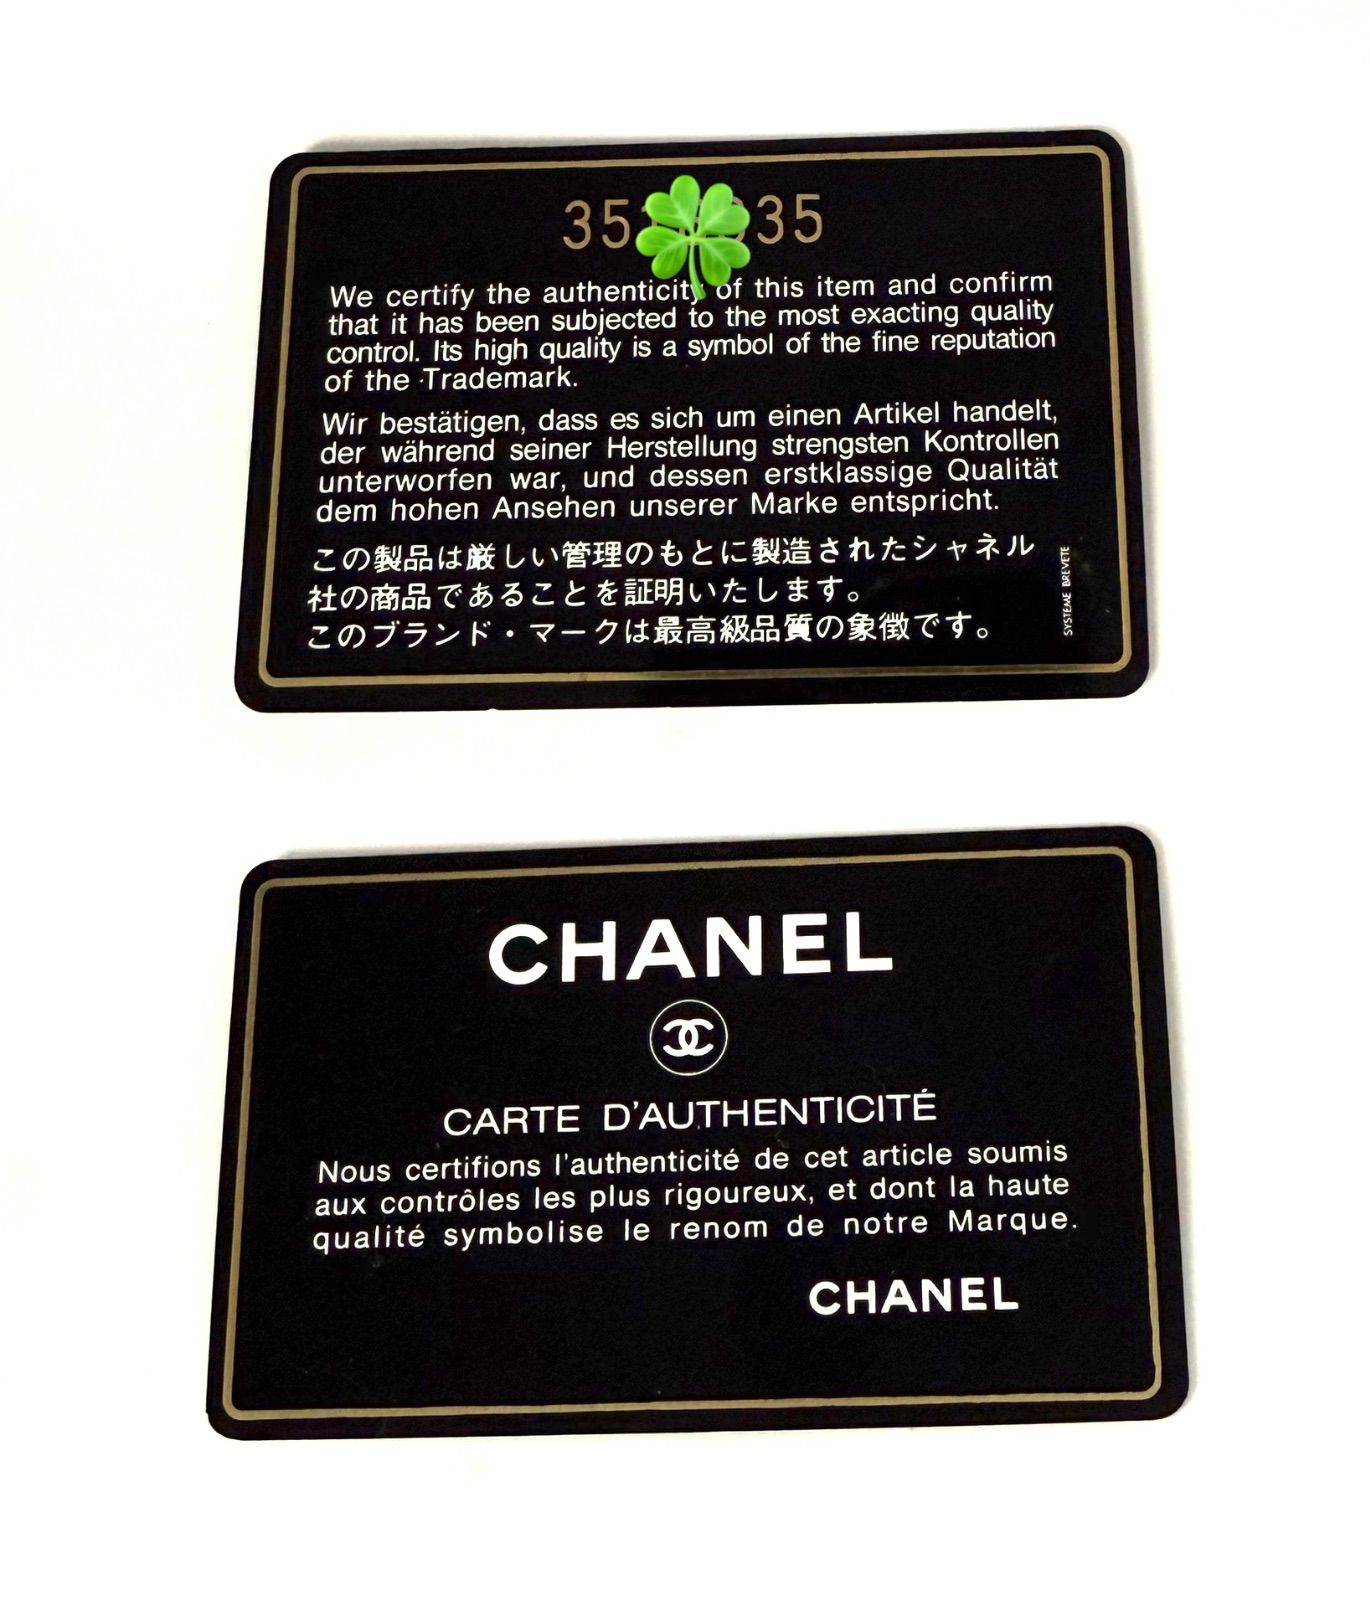 35 35
We certify the authenticity of this item and confirm
that it has been subjected to the most exacting quality
control. Its high quality is a symbol of the fine reputation
of the Trademark.
Wir bestätigen, dass es sich um einen Artikel handelt,
der während seiner Herstellung strengsten Kontrollen
unterworfen war, und dessen erstklassige Qualität
dem hohen Ansehen unserer Marke entspricht.
この製品は厳しい管理のもとに製造されたシャネル
社の商品であることを証明いたします。
このブランド・マークは最高級品質の象徴です。
SYSTEME BREVETE
CHANEL
CARTE D'AUTHENTICITÉ
Nous certifions l'authenticité de cet article soumis
aux contrôles les plus rigoureux, et dont la haute
qualité symbolise le renom de notre Marque.
CHANEL